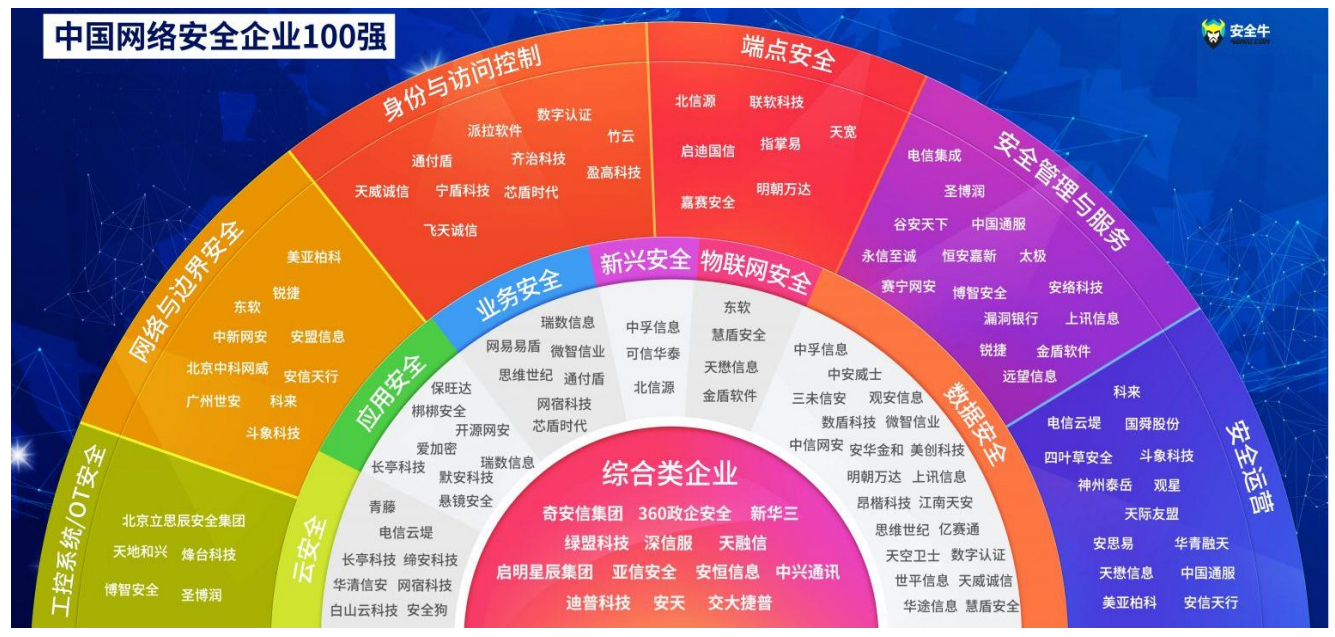 中国网络安全企业100强
安全牛
工控系统/OT安全
北京立思辰安全集团
天地和兴 烽台科技
博智安全 圣博润
网络与边界安全
美亚柏科
锐捷
东软
中新网安 安盟信息
北京中科网威 安信天行
广州世安 科来
斗象科技
身份与访问控制
数字认证
派拉软件 竹云
通付盾 齐治科技
盈高科技
天威诚信 宁盾科技 芯盾时代
飞天诚信
端点安全
北信源 联软科技
天宽
启迪国信 指掌易
明朝万达
嘉赛安全
安全管理与服务
电信集成
圣博润
谷安天下 中国通服
永信至诚 恒安嘉新 太极
赛宁网安 博智安全 安络科技
漏洞银行 上讯信息
锐捷 金盾软件
远望信息
安全运营
科来
电信云堤 国舜股份
四叶草安全 斗象科技
神州泰岳 观星
天际友盟
安思易 华青融天
天懋信息 中国通服
美亚柏科 安信天行
云安全
青藤
电信云堤
长亭科技 缔安科技
华清信安 网宿科技
白山云科技 安全狗
应用安全
保旺达
梆梆安全
开源网安
爱加密
长亭科技 瑞数信息
默安科技
悬镜安全
业务安全
瑞数信息
网易易盾 微智信业
思维世纪 通付盾
网宿科技
芯盾时代
新兴安全
中孚信息
可信华泰
北信源
物联网安全
东软
慧盾安全
天懋信息
金盾软件
数据安全
中孚信息
中安威士
三未信安 观安信息
数盾科技 微智信业
中信网安 安华金和 美创科技
明朝万达 上讯信息
昂楷科技 江南天安
思维世纪 亿赛通
天空卫士 数字认证
世平信息 天威诚信
华途信息 慧盾安全
综合类企业
奇安信集团 360政企安全 新华三
绿盟科技 深信服 天融信
启明星辰集团 亚信安全 安恒信息 中兴通讯
迪普科技 安天 交大捷普